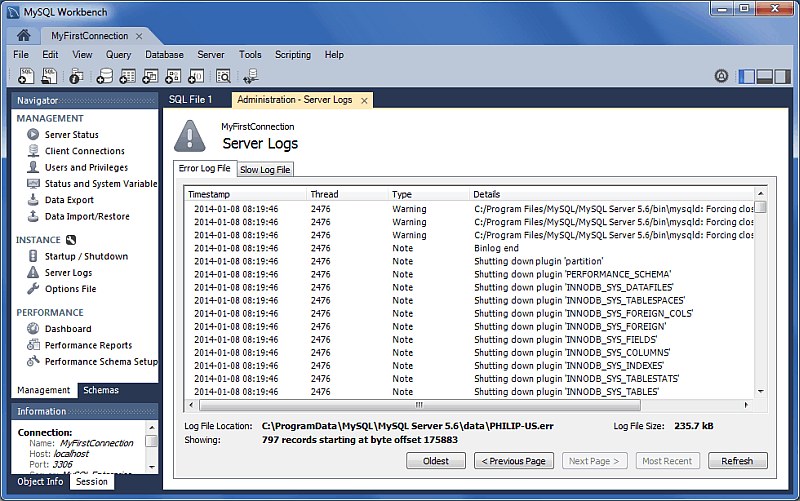 MySQL Workbench
MyFirstConnection
File Edit View Query Database Server Tools Scripting Help
Navigator
MANAGEMENT
Server Status
Client Connections
Users and Privileges
Status and System Variable
Data Export
Data Import/Restore
INSTANCE
Startup / Shutdown
Server Logs
Options File
PERFORMANCE
Dashboard
Performance Reports
Performance Schema Setup
Management Schemas
Information
Connection:
Name: MyFirstConnection
Host: localhost
Port: 3306
Object Info Session
SQL File 1 Administration - Server Logs
MyFirstConnection
Server Logs
Error Log File Slow Log File
Timestamp Thread Type Details
2014-01-08 08:19:46 2476 Warning C:/Program Files/MySQL/MySQL Server 5.6/bin\mysqld: Forcing clos
2014-01-08 08:19:46 2476 Warning C:/Program Files/MySQL/MySQL Server 5.6/bin\mysqld: Forcing clos
2014-01-08 08:19:46 2476 Warning C:/Program Files/MySQL/MySQL Server 5.6/bin\mysqld: Forcing clos
2014-01-08 08:19:46 2476 Note Binlog end
2014-01-08 08:19:46 2476 Note Shutting down plugin 'partition'
2014-01-08 08:19:46 2476 Note Shutting down plugin 'PERFORMANCE_SCHEMA'
2014-01-08 08:19:46 2476 Note Shutting down plugin 'INNODB_SYS_DATAFILES'
2014-01-08 08:19:46 2476 Note Shutting down plugin 'INNODB_SYS_TABLESPACES'
2014-01-08 08:19:46 2476 Note Shutting down plugin 'INNODB_SYS_FOREIGN_COLS'
2014-01-08 08:19:46 2476 Note Shutting down plugin 'INNODB_SYS_FOREIGN'
2014-01-08 08:19:46 2476 Note Shutting down plugin 'INNODB_SYS_FIELDS'
2014-01-08 08:19:46 2476 Note Shutting down plugin 'INNODB_SYS_COLUMNS'
2014-01-08 08:19:46 2476 Note Shutting down plugin 'INNODB_SYS_INDEXES'
2014-01-08 08:19:46 2476 Note Shutting down plugin 'INNODB_SYS_TABLESTATS'
2014-01-08 08:19:46 2476 Note Shutting down plugin 'INNODB_SYS_TABLES'
Log File Location: C:\ProgramData\MySQL\MySQL Server 5.6\data\PHILIP-US.err Log File Size: 235.7 kB
Showing: 797 records starting at byte offset 175883
Oldest < Previous Page Next Page > Most Recent Refresh